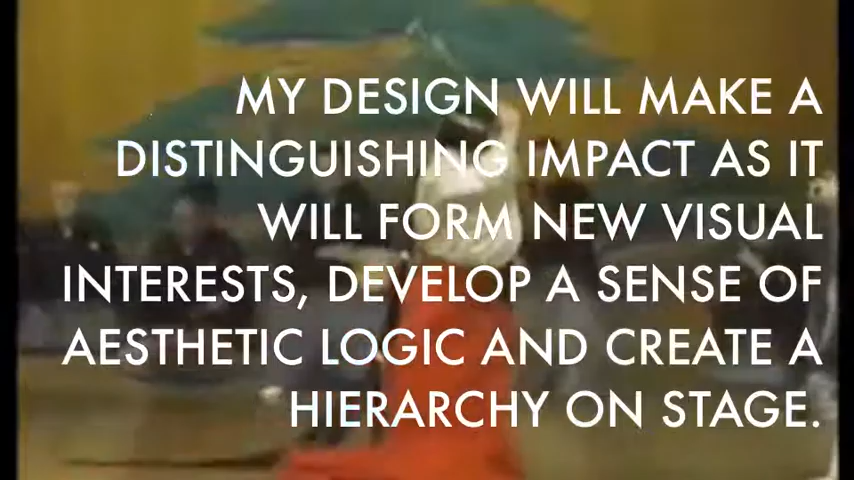 MY DESIGN WILL MAKE A
DISTINGUISHING IMPACT AS IT
WILL FORM NEW VISUAL
INTERESTS, DEVELOP A SENSE OF
AESTHETIC LOGIC AND CREATE A
HIERARCHY ON STAGE.